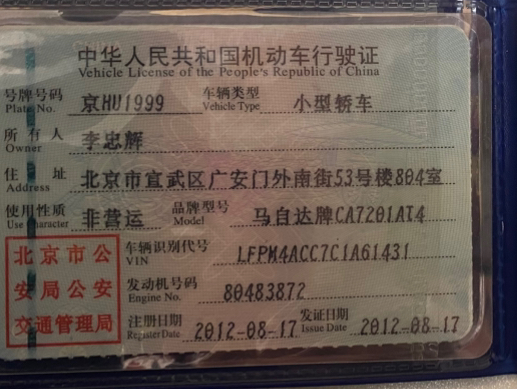 中华人民共和国机动车行驶证
Vehicle License of the People's Republic of China
号牌号码 京HU1999 车辆类型 小型轿车
Plate No. Vehicle Type
所有人 李忠辉
Owner
住址 北京市宣武区广安门外南街53号楼804室
Address
使用性质 非营运 品牌型号 马自达牌CA7201AT4
Use Character Model
北京市公
安局公安
交通管理局
车辆识别代号 LFPM4ACC7C1A61431
VIN
发动机号码 80483872
Engine No.
注册日期 2012-08-17 发证日期 2012-08-17
Register Date Issue Date